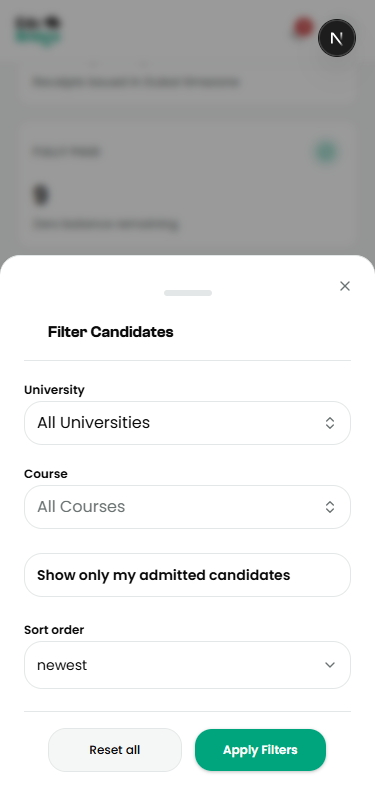 Filter Candidates
University
All Universities
Course
All Courses
Show only my admitted candidates
Sort order
newest
Reset all
Apply Filters